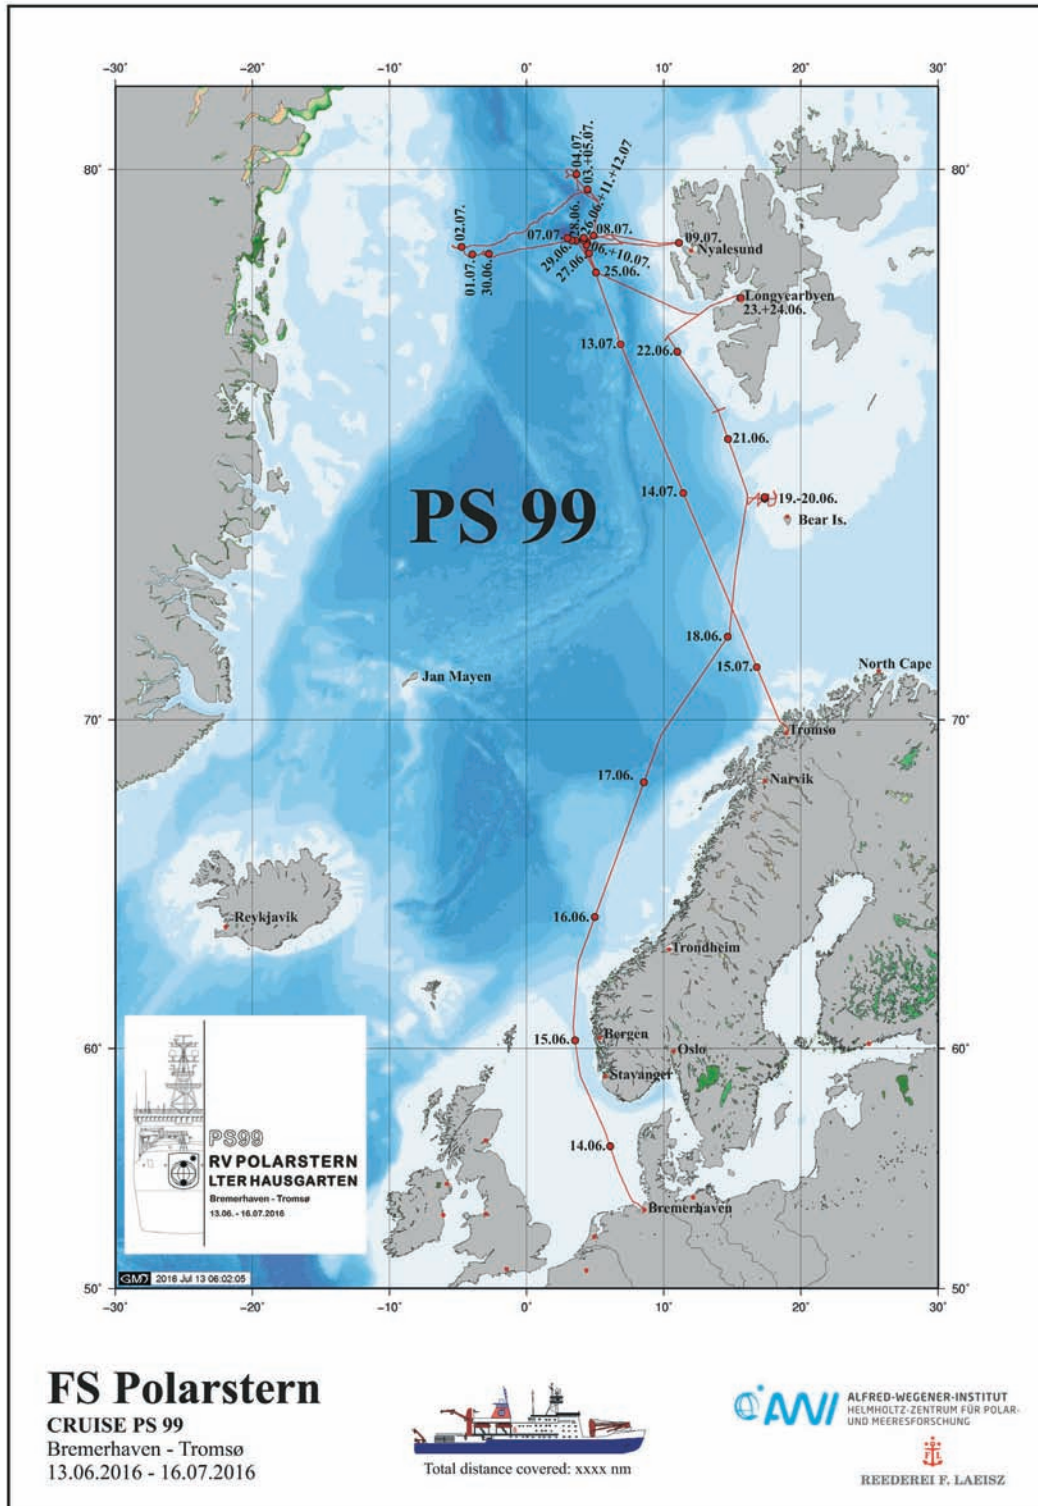 −30˚ −20˚ −10˚ 0˚ 10˚ 20˚ 30˚
80˚ 80˚
04.07.
03.+05.07.
26.06.+11.+12.07
28.06.
02.07.
07.07.
08.07.
09.07.
Nyalesund
29.06.
06.+10.07.
27.06.
01.07.
30.06.
25.06.
Longyearbyen
23.+24.06.
13.07.
22.06.
21.06.
14.07.
19.-20.06.
PS 99
Bear Is.
18.06.
15.07.
North Cape
Jan Mayen
70˚ 70˚
Tromsø
17.06.
Narvik
16.06.
Reykjavik
Trondheim
15.06.
Bergen
Oslo
60˚ 60˚
Stavanger
14.06.
Bremerhaven
PS99
RV POLARSTERN
LTER HAUSGARTEN
Bremerhaven - Tromsø
13.06. - 16.07.2016
GMT 2016 Jul 13 06:02:05
50˚ 50˚
−30˚ −20˚ −10˚ 0˚ 10˚ 20˚ 30˚
FS Polarstern
CRUISE PS 99
Bremerhaven - Tromsø
13.06.2016 - 16.07.2016
Total distance covered: xxxx nm
AWI
ALFRED-WEGENER-INSTITUT
HELMHOLTZ-ZENTRUM FÜR POLAR-
UND MEERESFORSCHUNG
REEDEREI F. LAEISZ